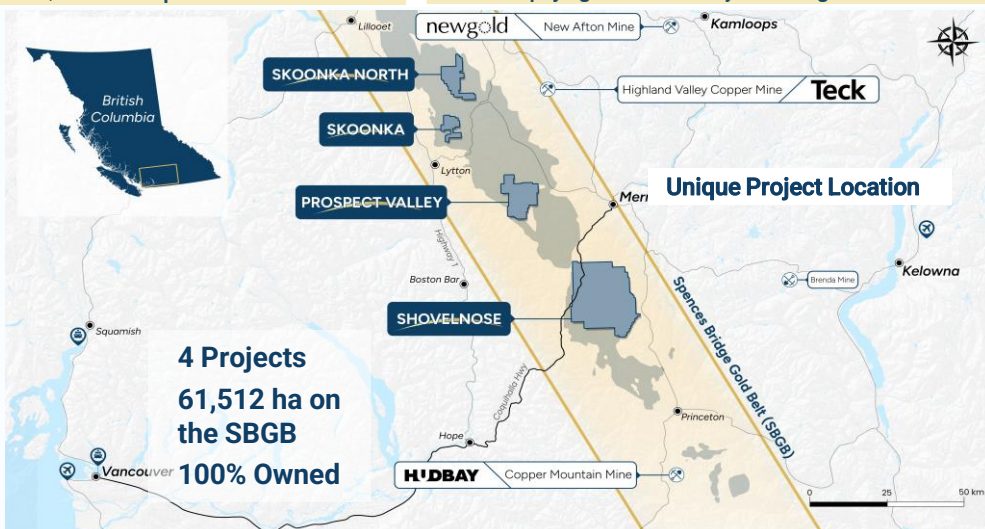 Lillooet
newgold New Afton Mine
Kamloops
SKOONKA NORTH
Highland Valley Copper Mine Teck
British
Columbia
SKOONKA
Lytton
Unique Project Location
PROSPECT VALLEY
Highway 1
Boston Bar
Brenda Mine
Kelowna
SHOVELNOSE
Spences Bridge Gold Belt (SBGB)
Squamish
4 Projects
61,512 ha on
the SBGB
100% Owned
Coquihalla Hwy
Princeton
Hope
Vancouver
HUDBAY Copper Mountain Mine
0 25 50 km